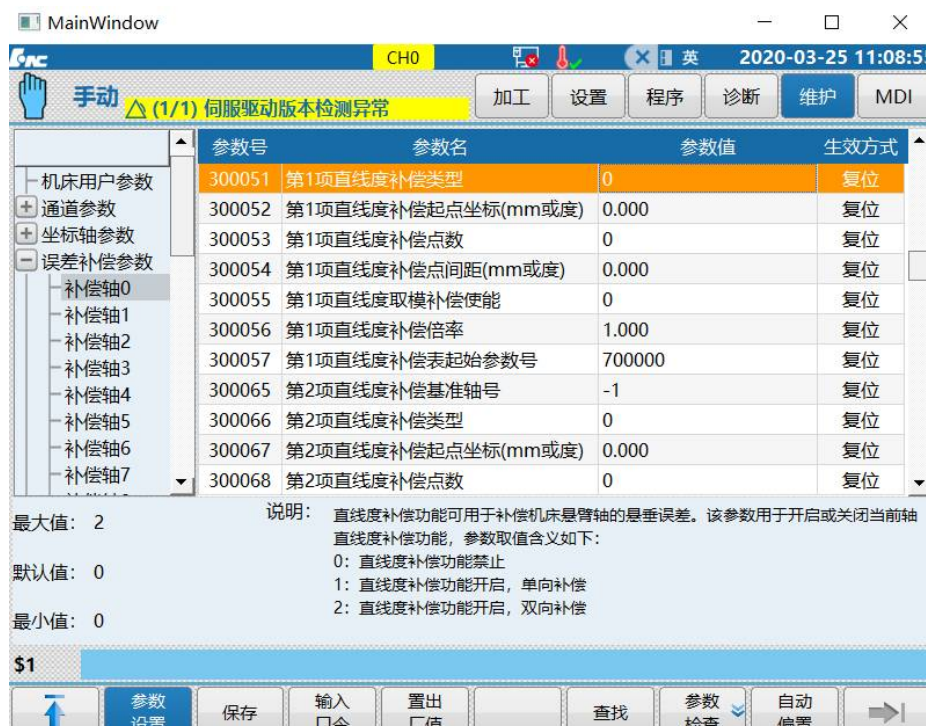 MainWindow
CH0
英
2020-03-25 11:08:5
手动
(1/1) 伺服驱动版本检测异常
加工
设置
程序
诊断
维护
MDI
机床用户参数
通道参数
坐标轴参数
误差补偿参数
补偿轴0
补偿轴1
补偿轴2
补偿轴3
补偿轴4
补偿轴5
补偿轴6
补偿轴7
参数号 参数名 参数值 生效方式
300051 第1项直线度补偿类型 0 复位
300052 第1项直线度补偿起点坐标(mm或度) 0.000 复位
300053 第1项直线度补偿点数 0 复位
300054 第1项直线度补偿点间距(mm或度) 0.000 复位
300055 第1项直线度取模补偿使能 0 复位
300056 第1项直线度补偿倍率 1.000 复位
300057 第1项直线度补偿表起始参数号 700000 复位
300065 第2项直线度补偿基准轴号 -1 复位
300066 第2项直线度补偿类型 0 复位
300067 第2项直线度补偿起点坐标(mm或度) 0.000 复位
300068 第2项直线度补偿点数 0 复位
最大值: 2
默认值: 0
最小值: 0
说明: 直线度补偿功能可用于补偿机床悬臂轴的悬垂误差。该参数用于开启或关闭当前轴
直线度补偿功能，参数取值含义如下:
0: 直线度补偿功能禁止
1: 直线度补偿功能开启，单向补偿
2: 直线度补偿功能开启，双向补偿
$1
参数
设置
保存
输入
口令
置出
厂值
查找
参数
检查
自动
偏置